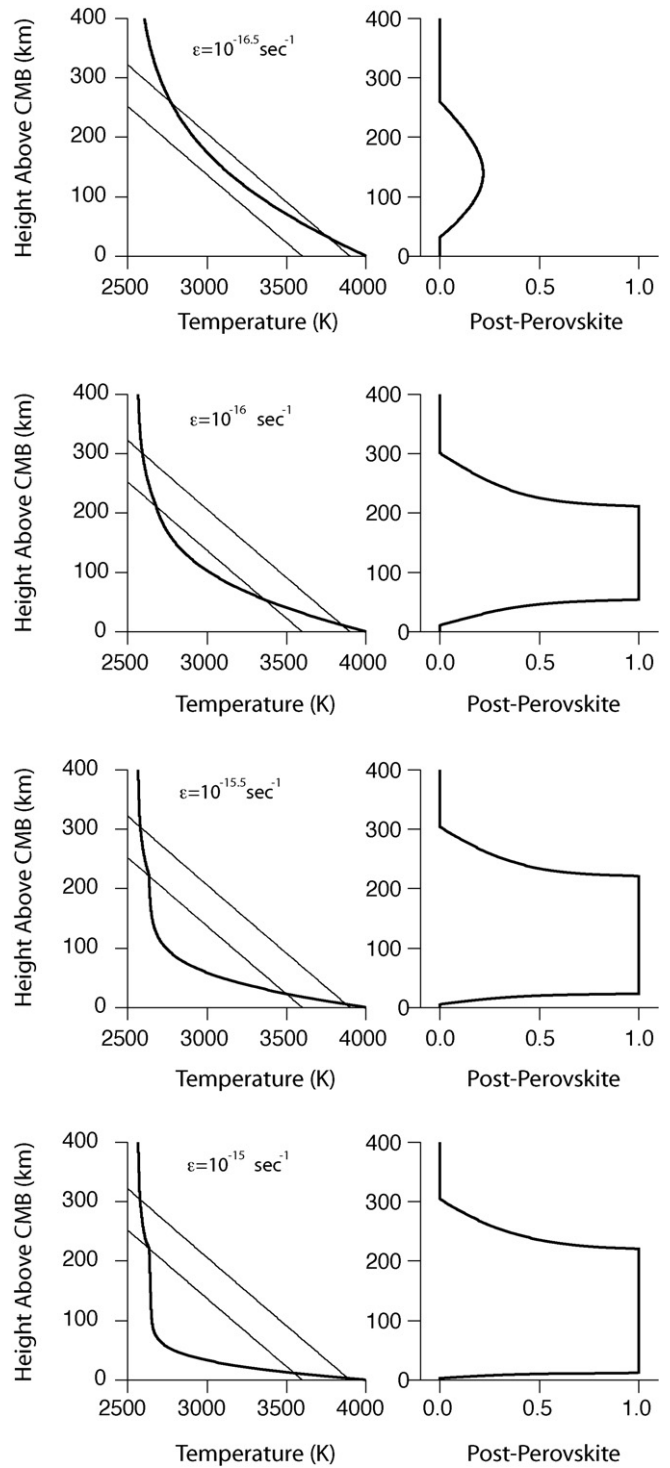 Height Above CMB (km)
400
300
200
100
0
ε=10^-16.5 sec^-1
2500 3000 3500 4000
Temperature (K)
400
300
200
100
0
0.0 0.5 1.0
Post-Perovskite
Height Above CMB (km)
400
300
200
100
0
ε=10^-16 sec^-1
2500 3000 3500 4000
Temperature (K)
400
300
200
100
0
0.0 0.5 1.0
Post-Perovskite
Height Above CMB (km)
400
300
200
100
0
ε=10^-15.5 sec^-1
2500 3000 3500 4000
Temperature (K)
400
300
200
100
0
0.0 0.5 1.0
Post-Perovskite
Height Above CMB (km)
400
300
200
100
0
ε=10^-15 sec^-1
2500 3000 3500 4000
Temperature (K)
400
300
200
100
0
0.0 0.5 1.0
Post-Perovskite